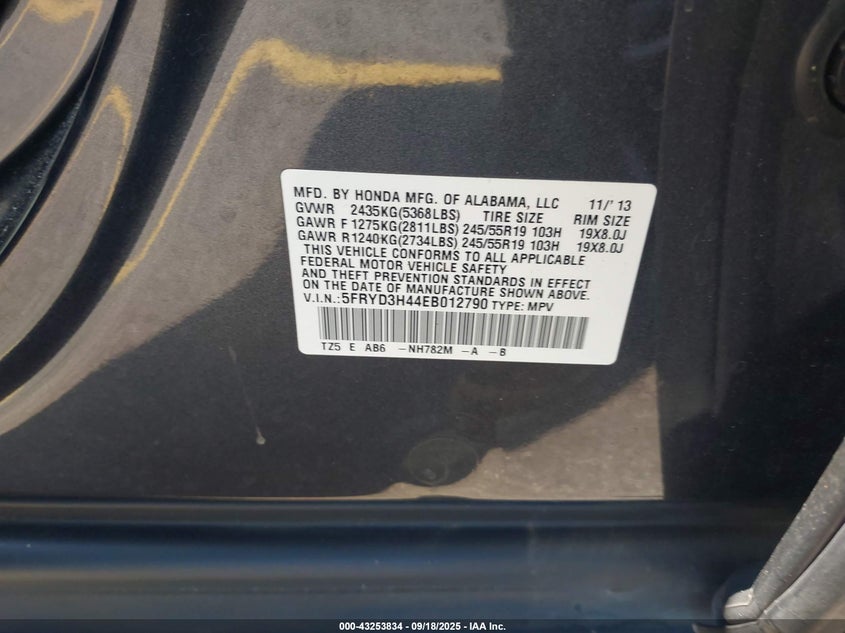 MFD. BY HONDA MFG. OF ALABAMA, LLC 11/'13
GVWR 2435KG(5368LBS) TIRE SIZE RIM SIZE
GAWR F 1275KG(2811LBS) 245/55R19 103H 19X8.0J
GAWR R1240KG(2734LBS) 245/55R19 103H 19X8.0J
THIS VEHICLE CONFORMS TO ALL APPLICABLE
FEDERAL MOTOR VEHICLE SAFETY
AND THEFT PREVENTION STANDARDS IN EFFECT
ON THE DATE OF MANUFACTURE SHOWN ABOVE.
V.I.N.:5FRYD3H44EB012790 TYPE: MPV
TZ5 E AB6 -NH782M -A -B
000-43253834 - 09/18/2025 - IAA Inc.